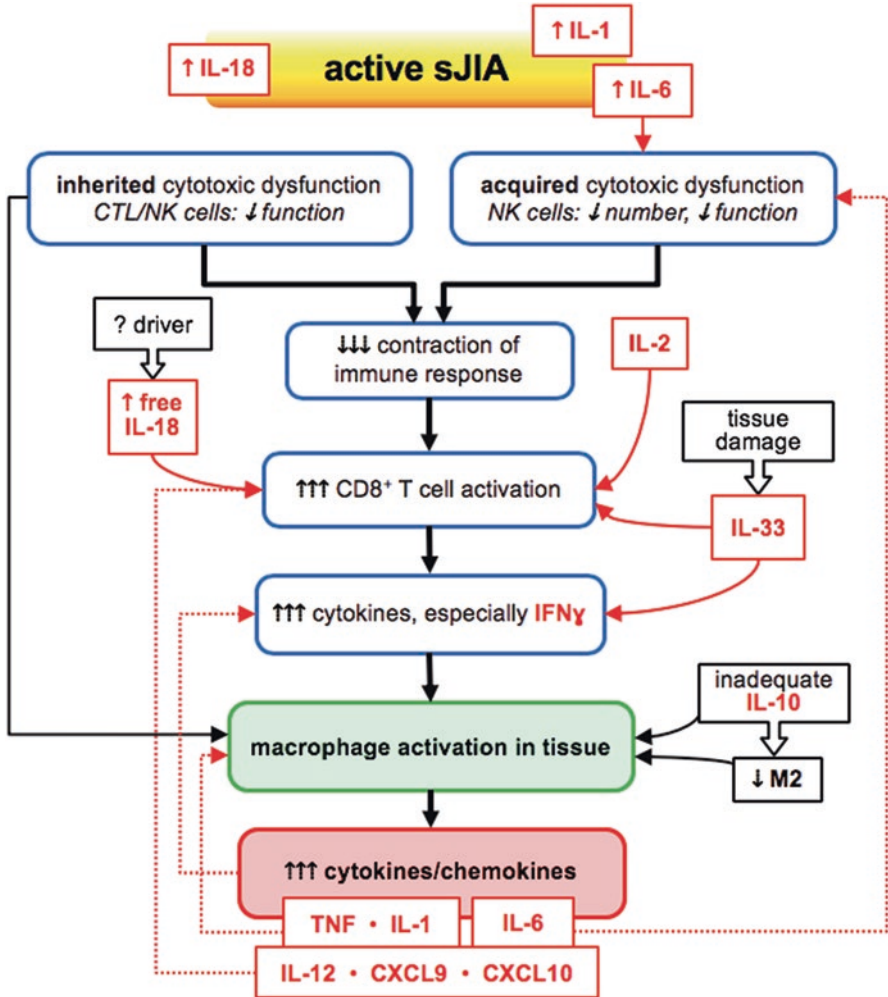 ↑ IL-1
↑ IL-18
active sJIA
↑ IL-6
inherited cytotoxic dysfunction
CTL/NK cells: ↓ function
acquired cytotoxic dysfunction
NK cells: ↓ number, ↓ function
? driver
↓↓↓ contraction of
immune response
IL-2
↑ free
IL-18
tissue
damage
↑↑↑ CD8⁺ T cell activation
IL-33
↑↑↑ cytokines, especially IFNɣ
inadequate
IL-10
macrophage activation in tissue
↓ M2
↑↑↑ cytokines/chemokines
TNF • IL-1
IL-6
IL-12 • CXCL9 • CXCL10